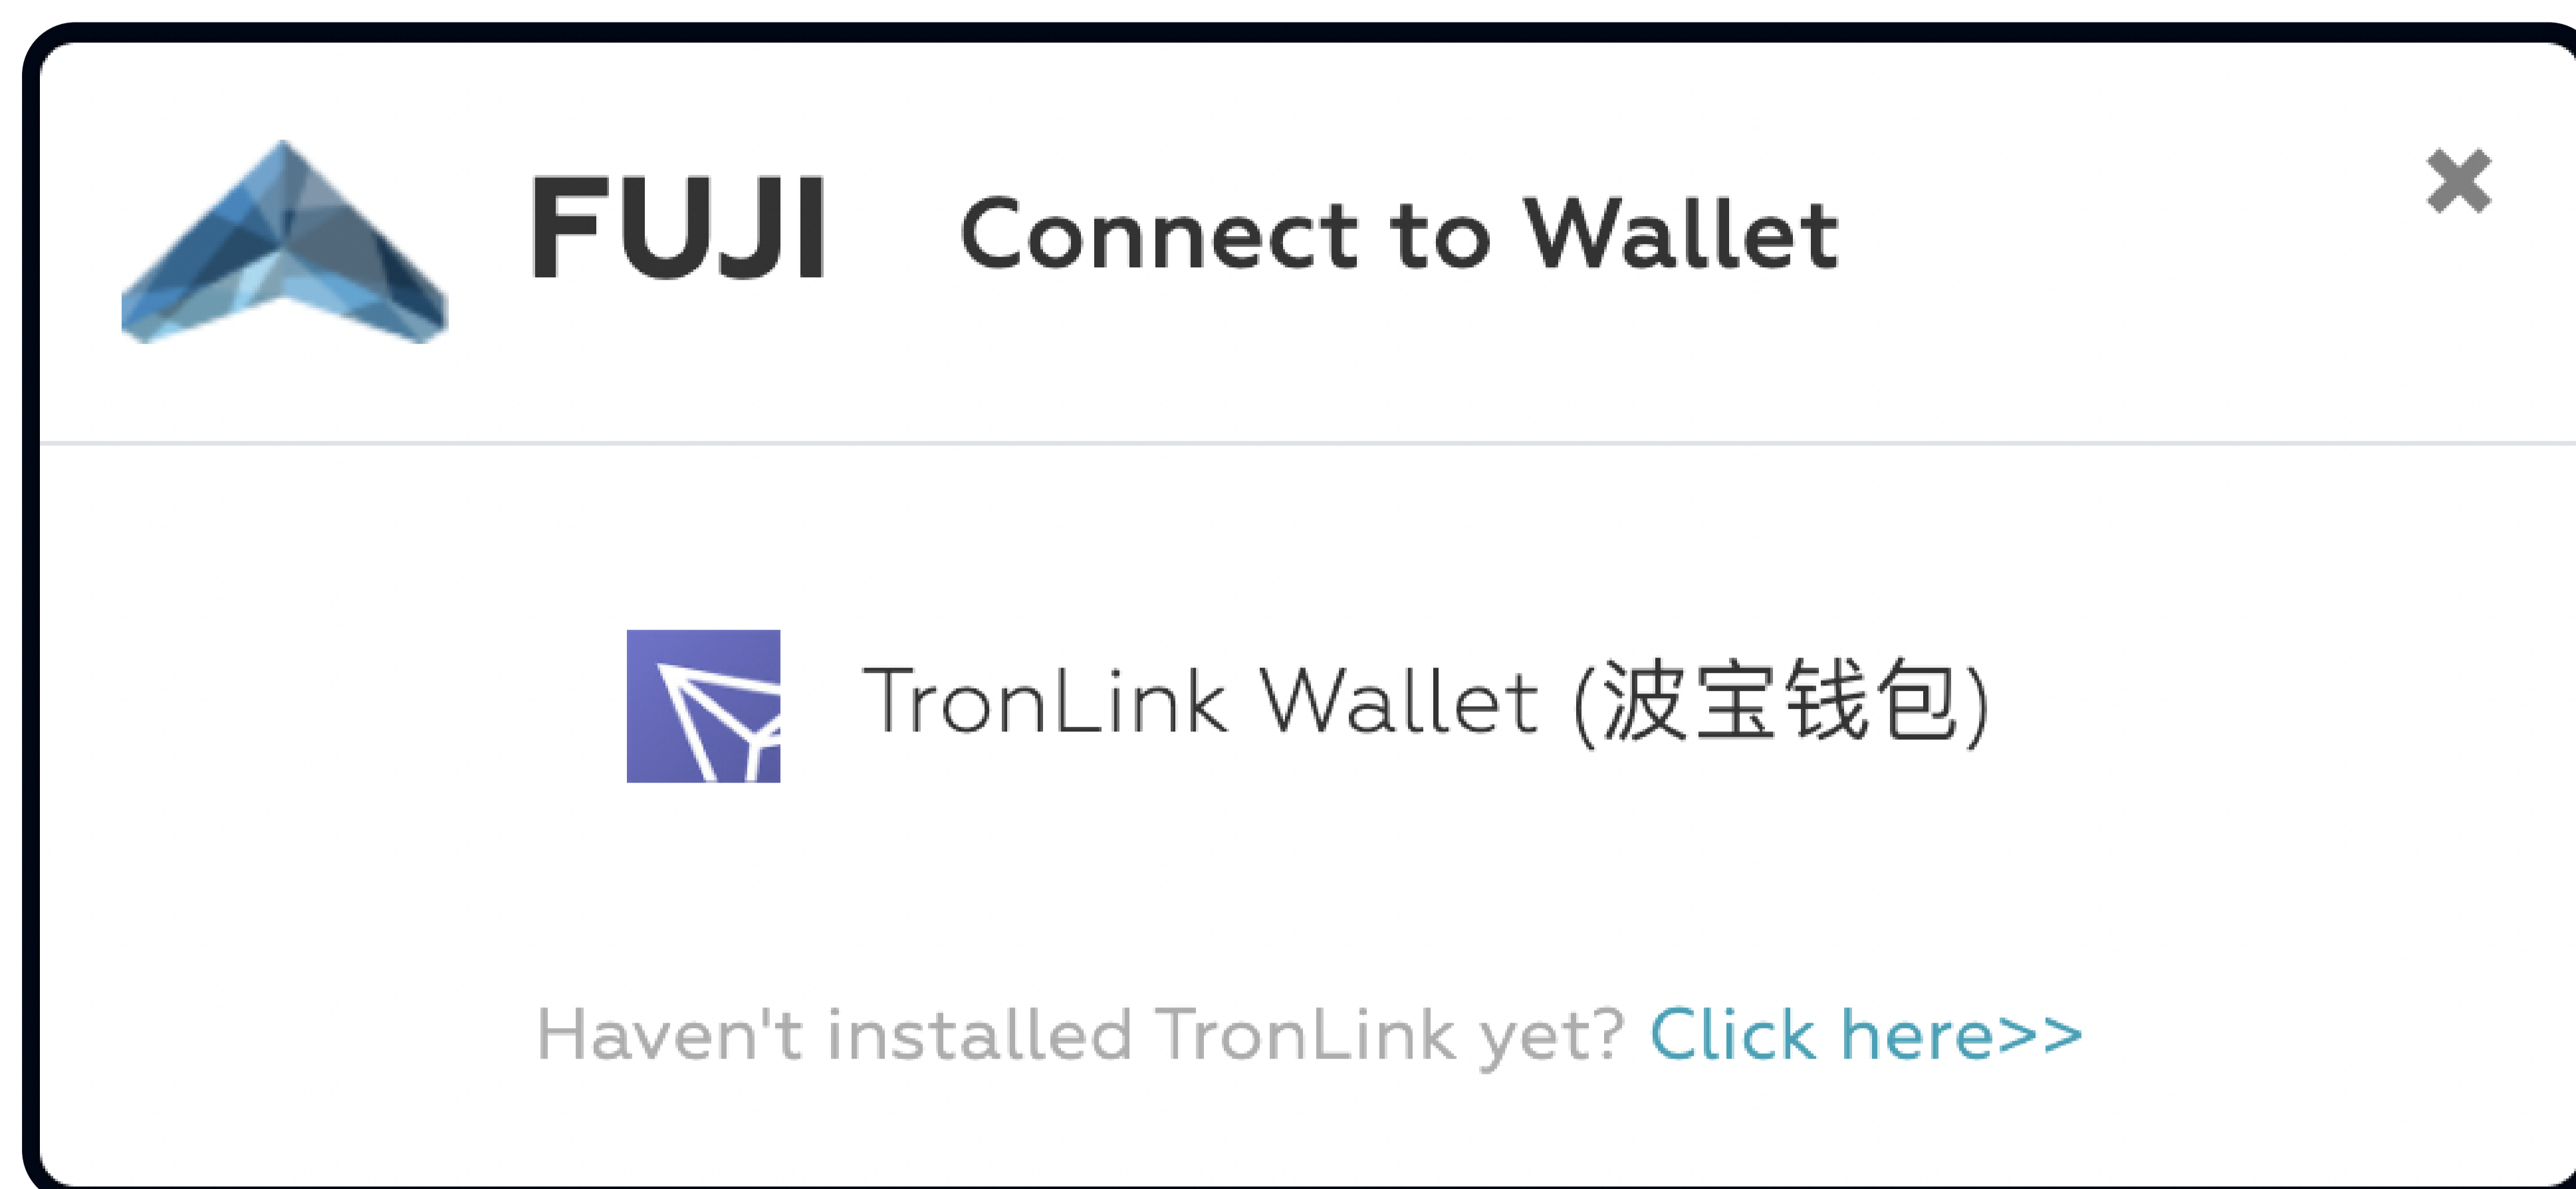 FUJI Connect to Wallet
TronLink Wallet (波宝钱包)
Haven't installed TronLink yet? Click here>>